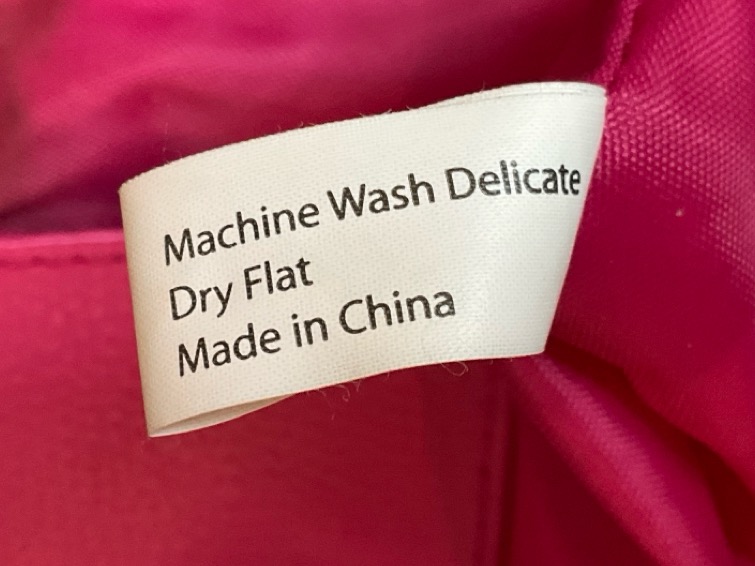 Machine Wash Delicate
Dry Flat
Made in China